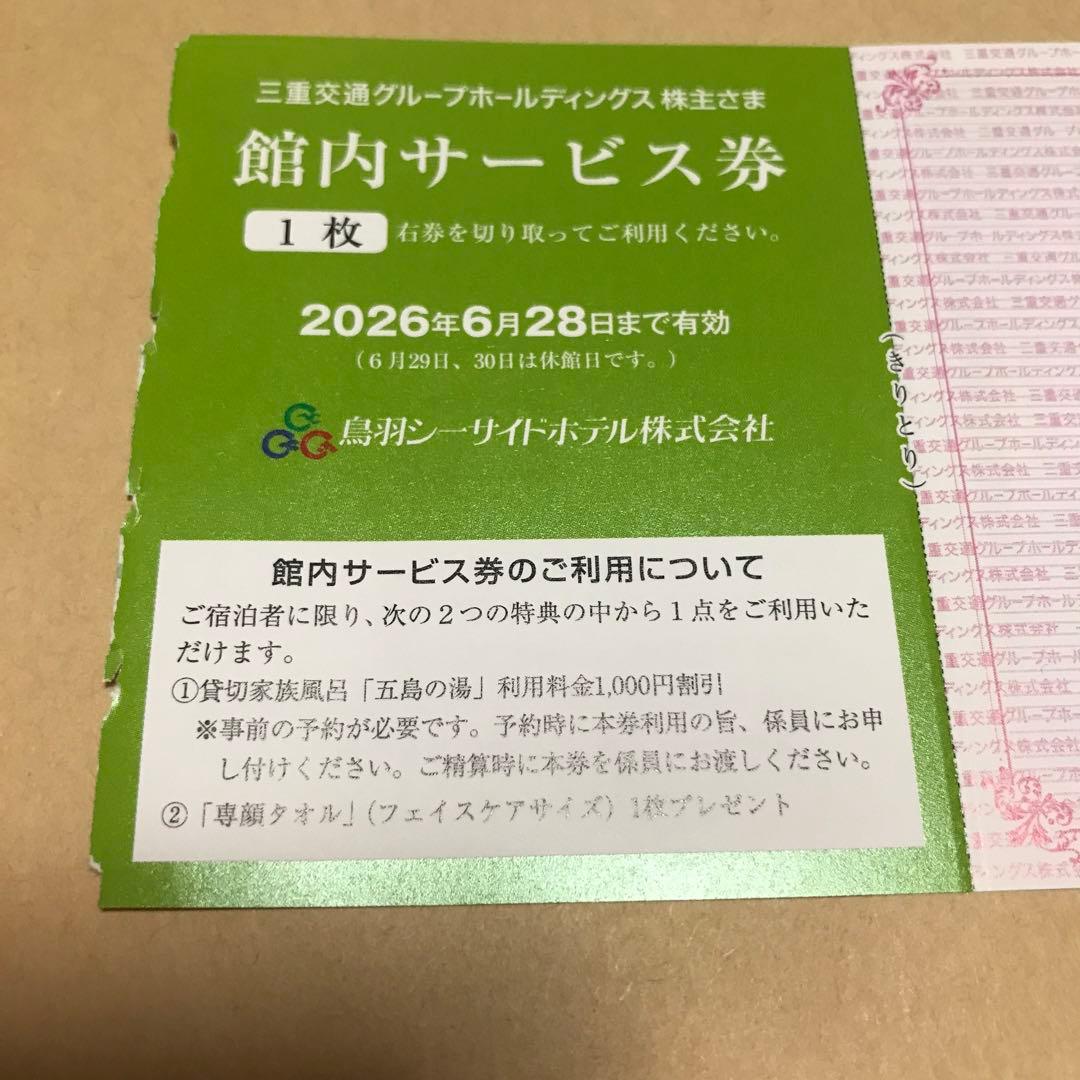 三重交通グループホールディングス 株主さま
館内サービス券
1 枚 右券を切り取ってご利用ください。
2026年6月28日まで有効
(6月29日、30日は休館日です。)
鳥羽シーサイドホテル株式会社
館内サービス券のご利用について
ご宿泊者に限り、次の2つの特典の中から1点をご利用いた
だけます。
①貸切家族風呂「五島の湯」利用料金1,000円割引
※事前の予約が必要です。予約時に本券利用の旨、係員にお申
し付けください。ご精算時に本券を係員にお渡しください。
②「専顔タオル」(フェイスケアサイズ) 1枚プレゼント
(きりとり)